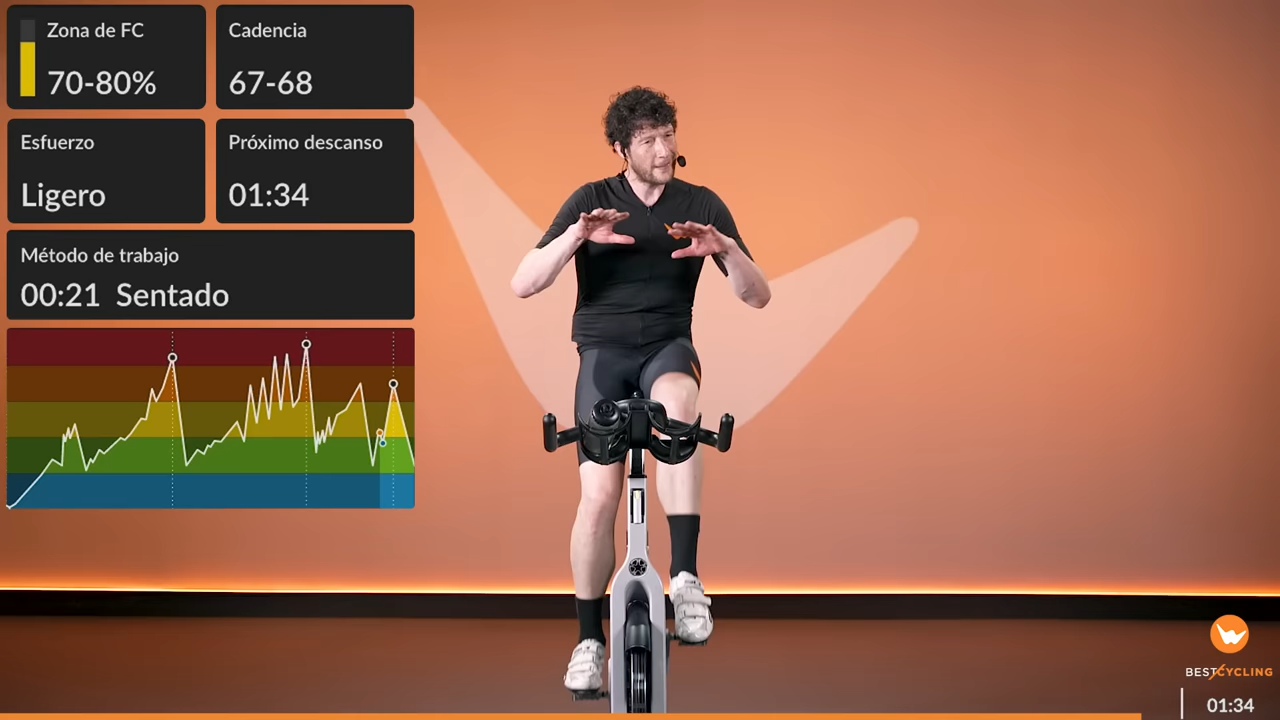 Zona de FC
70-80%
Cadencia
67-68
Esfuerzo
Ligero
Próximo descanso
01:34
Método de trabajo
00:21 Sentado
BESTCYCLING
01:34